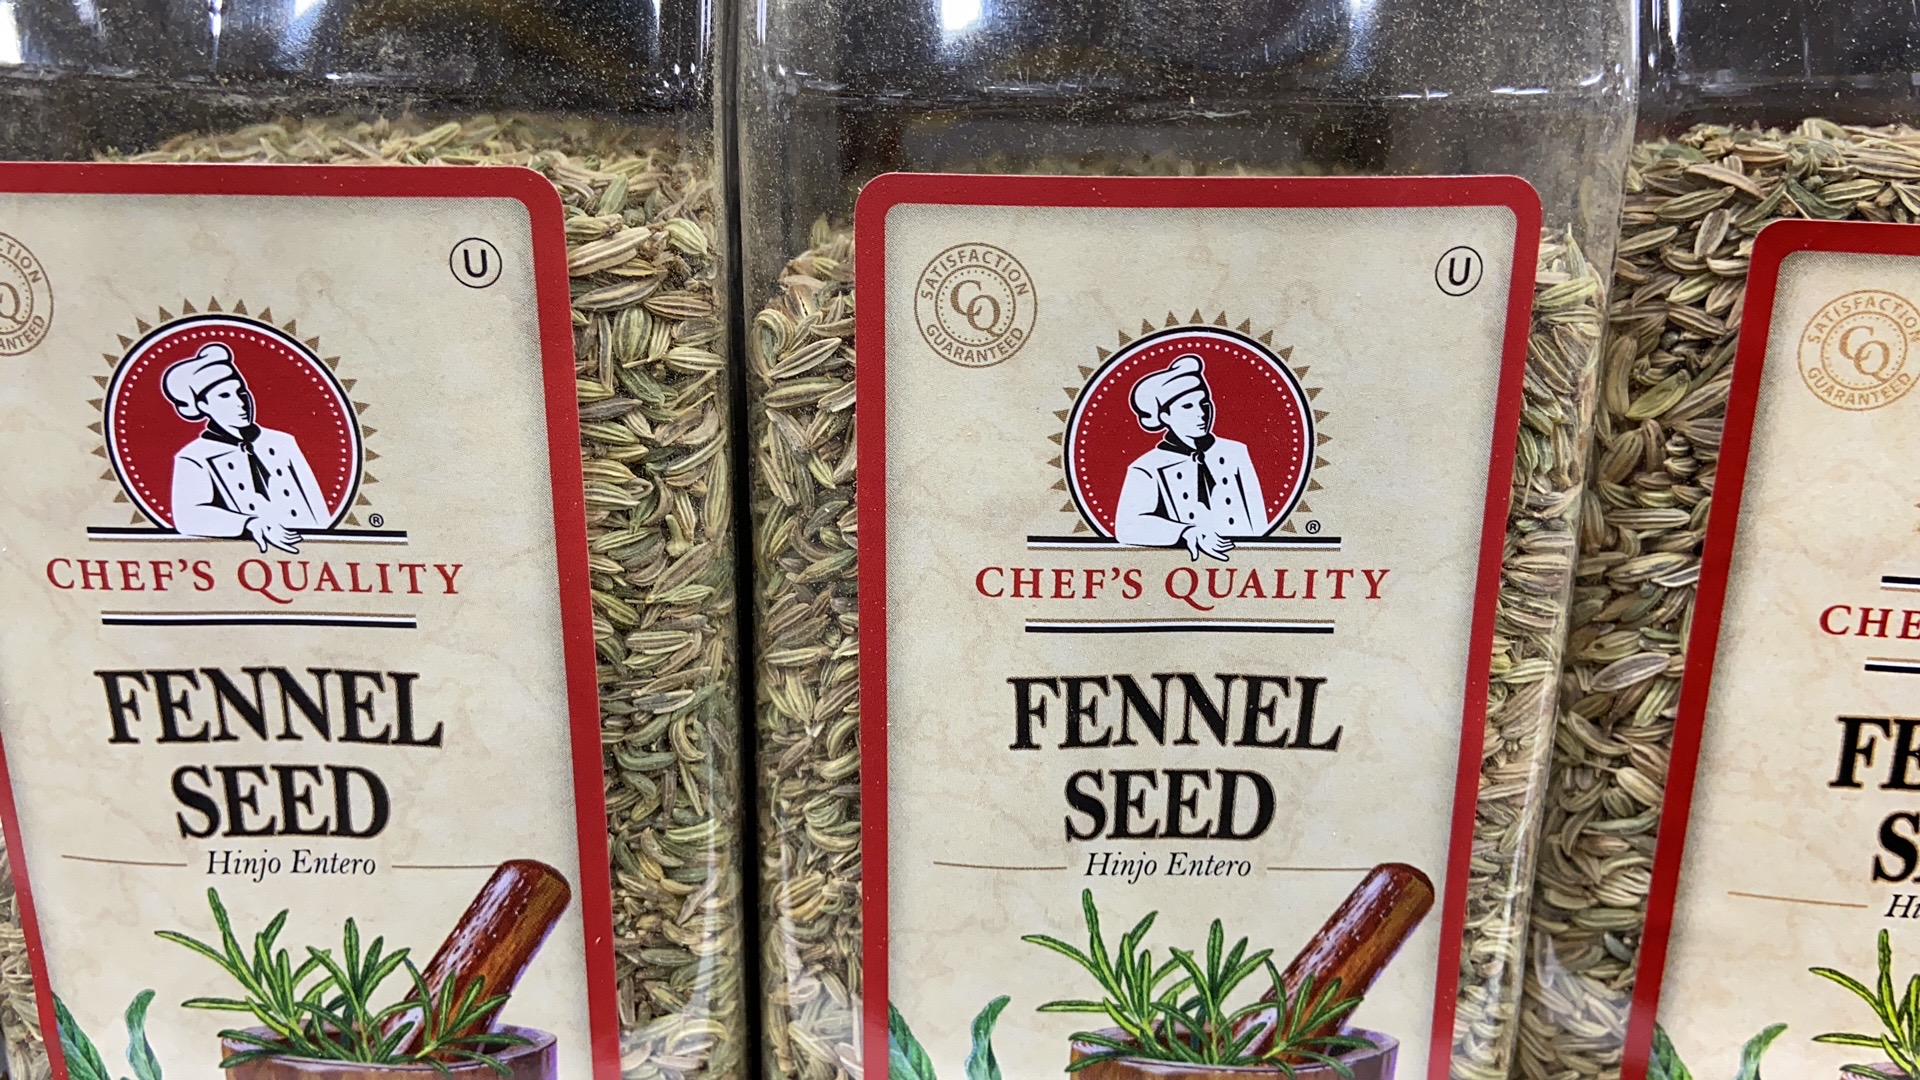 U
CHEF'S QUALITY
FENNEL
SEED
Hinjo Entero
SATISFACTION
CQ
GUARANTEED
U
CHEF'S QUALITY
FENNEL
SEED
Hinjo Entero
SATISFACTION
CQ
GUARANTEED